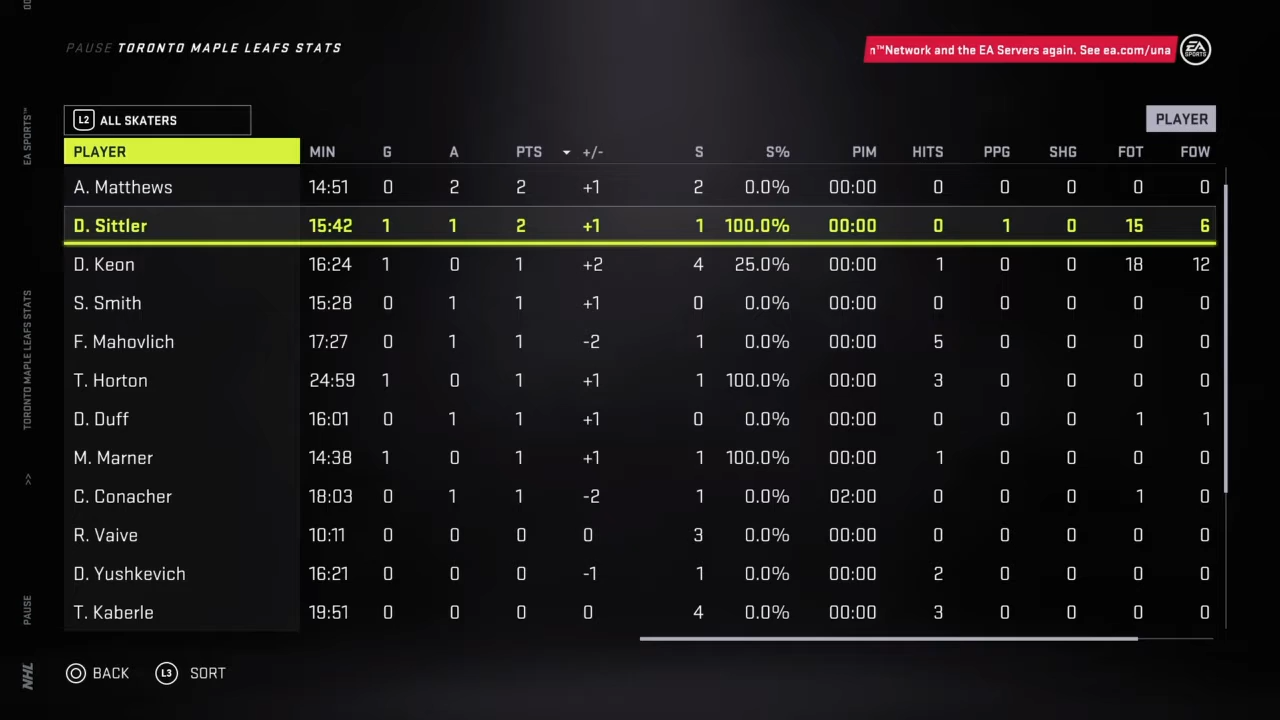 PAUSE TORONTO MAPLE LEAFS STATS
n™Network and the EA Servers again. See ea.com/una
EA SPORTS
L2 ALL SKATERS
PLAYER
PLAYER MIN G A PTS +/- S S% PIM HITS PPG SHG FOT FOW
A. Matthews 14:51 0 2 2 +1 2 0.0% 00:00 0 0 0 0 0
D. Sittler 15:42 1 1 2 +1 1 100.0% 00:00 0 1 0 15 6
D. Keon 16:24 1 0 1 +2 4 25.0% 00:00 1 0 0 18 12
S. Smith 15:28 0 1 1 +1 0 0.0% 00:00 0 0 0 0 0
F. Mahovlich 17:27 0 1 1 -2 1 0.0% 00:00 5 0 0 0 0
T. Horton 24:59 1 0 1 +1 1 100.0% 00:00 3 0 0 0 0
D. Duff 16:01 0 1 1 +1 0 0.0% 00:00 0 0 0 1 1
M. Marner 14:38 1 0 1 +1 1 100.0% 00:00 1 0 0 0 0
C. Conacher 18:03 0 1 1 -2 1 0.0% 02:00 0 0 0 1 0
R. Vaive 10:11 0 0 0 0 3 0.0% 00:00 0 0 0 0 0
D. Yushkevich 16:21 0 0 0 -1 1 0.0% 00:00 2 0 0 0 0
T. Kaberle 19:51 0 0 0 0 4 0.0% 00:00 3 0 0 0 0
BACK L3 SORT
NHL
PAUSE
>>
TORONTO MAPLE LEAFS STATS
EA SPORTS™